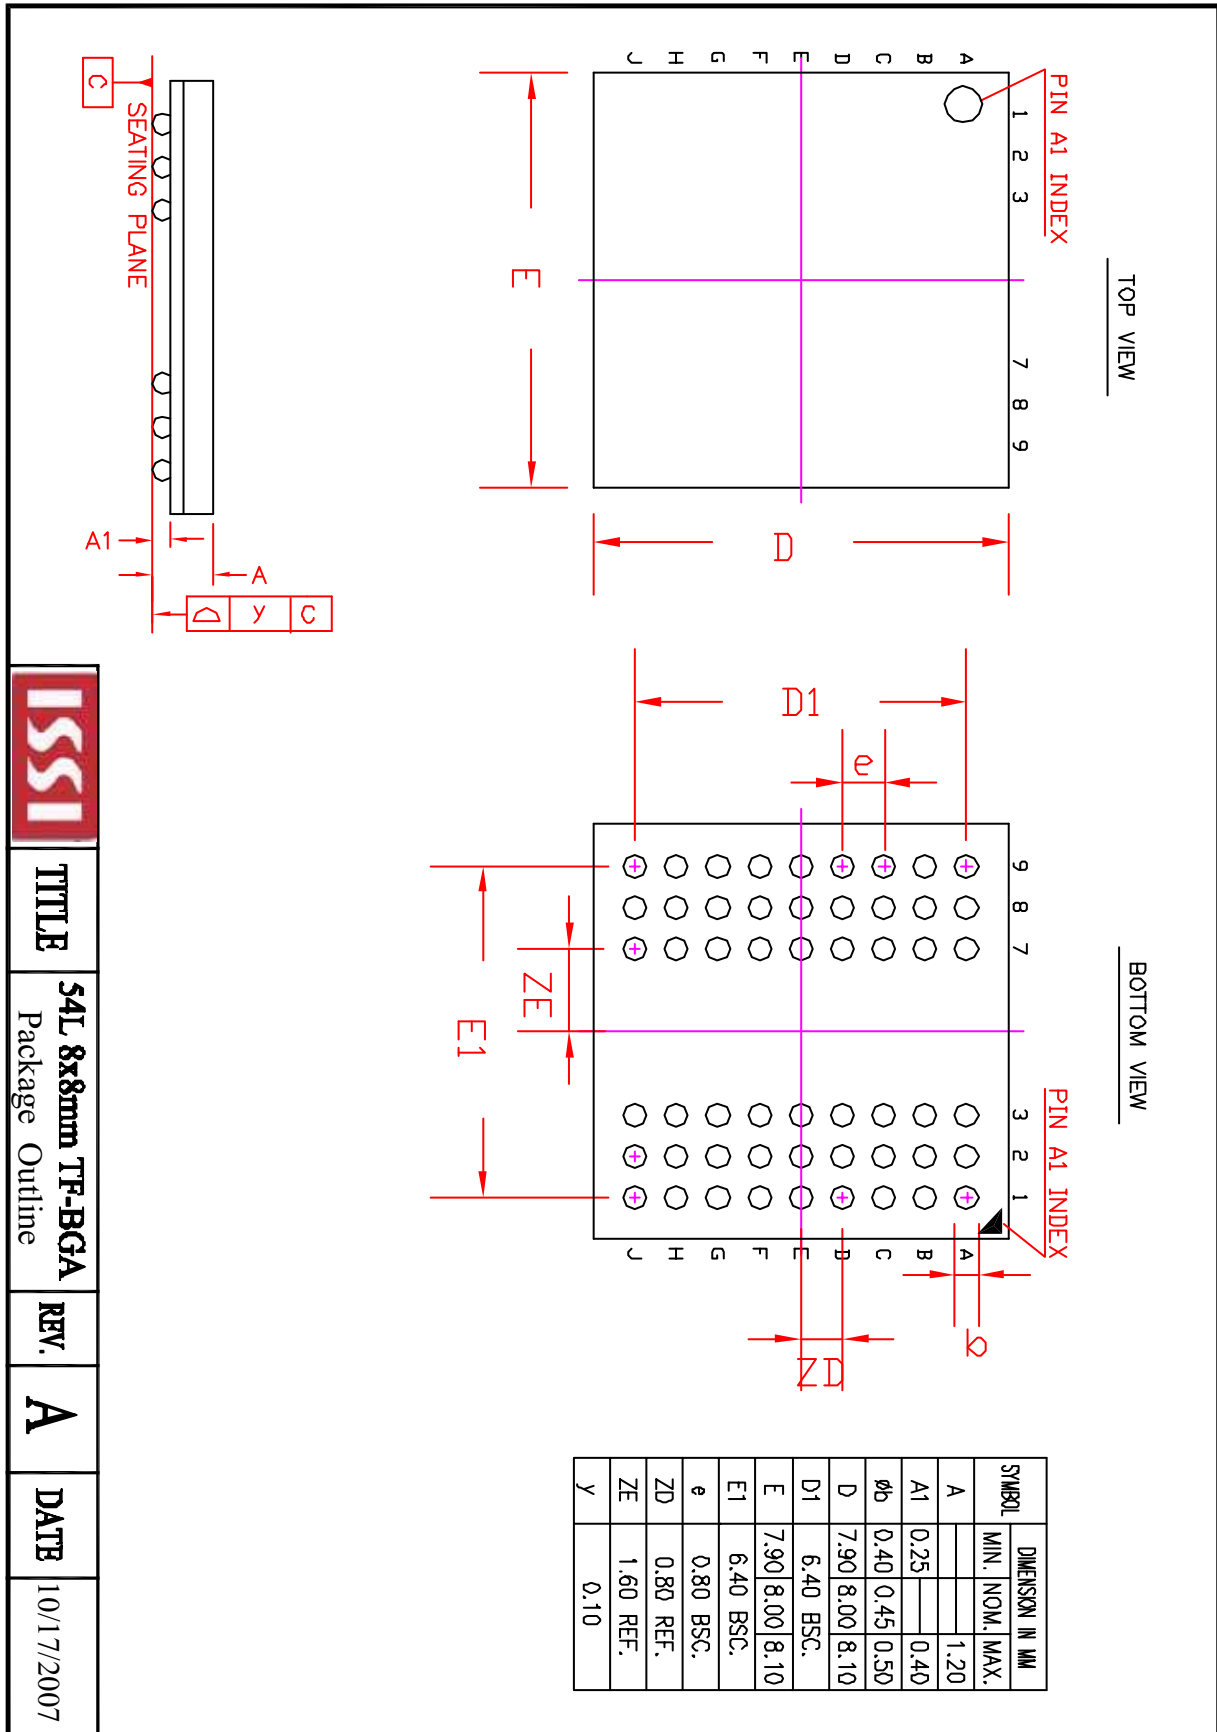 TOP VIEW
PIN A1 INDEX
1 2 3 7 8 9
A
B
C
D
E
F
G
H
J
D
E
BOTTOM VIEW
PIN A1 INDEX
9 8 7 3 2 1
A
B
C
D
E
F
G
H
J
D1
e
b
ZD
ZE
E1
A
A1
y C
SEATING PLANE
C
SYMBOL DIMENSION IN MM
MIN. NOM. MAX.
A 1.20
A1 0.25 0.40
Øb 0.40 0.45 0.50
D 7.90 8.00 8.10
D1 6.40 BSC.
E 7.90 8.00 8.10
E1 6.40 BSC.
e 0.80 BSC.
ZD 0.80 REF.
ZE 1.60 REF.
y 0.10
ISSI
TITLE
54L 8x8mm TF-BGA
Package Outline
REV.
A
DATE
10/17/2007